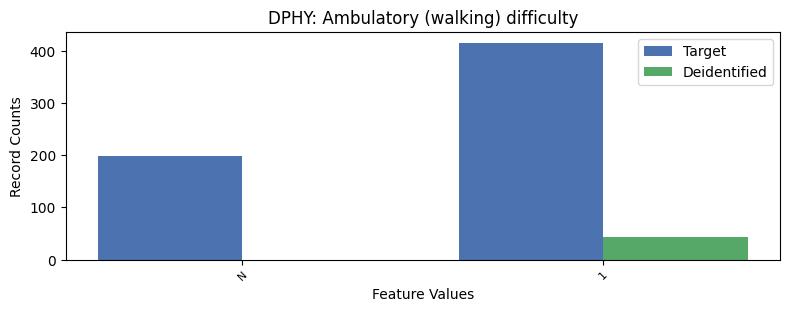 DPHY: Ambulatory (walking) difficulty
Target
Deidentified
Record Counts
400
300
200
100
0
N
1
Feature Values